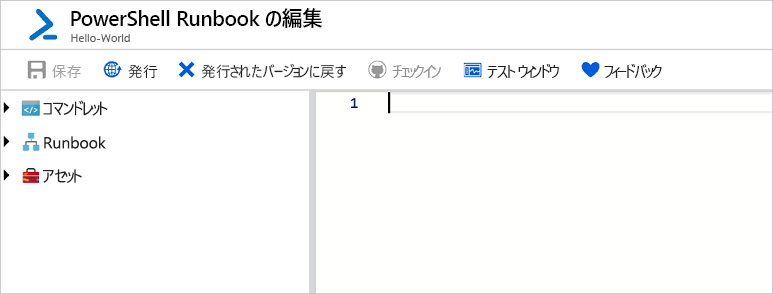 PowerShell Runbook の編集
Hello-World
保存 発行 発行されたバージョンに戻す チェックイン テスト ウィンドウ フィードバック
コマンドレット
Runbook
アセット
1